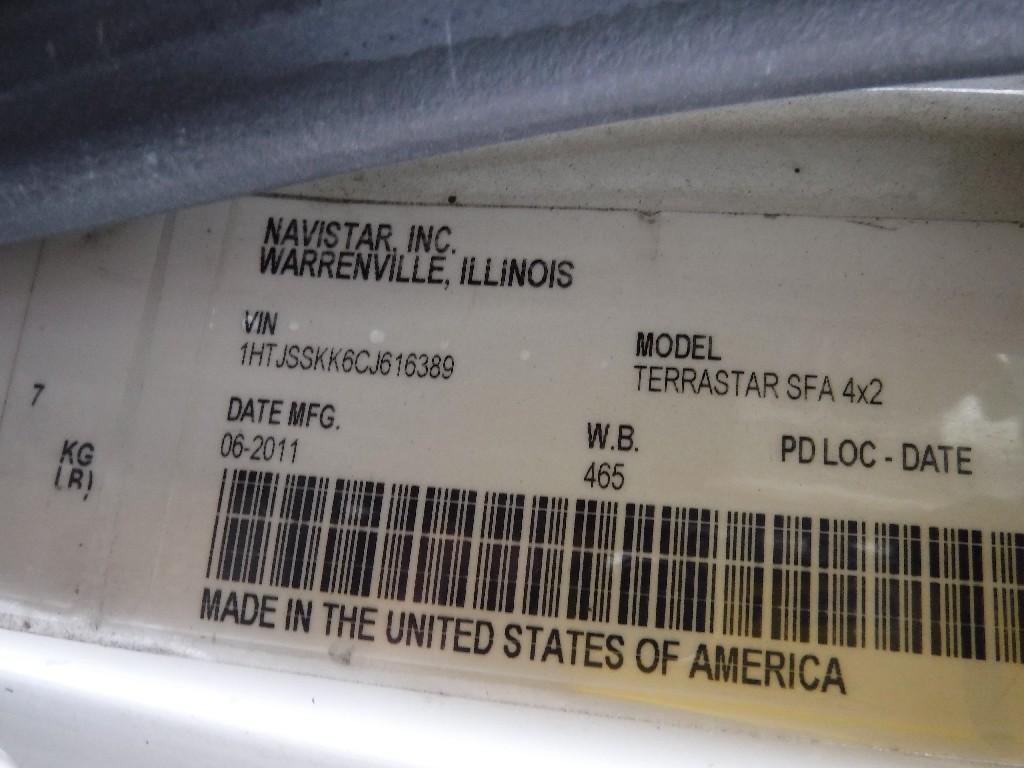 NAVISTAR, INC.
WARRENVILLE, ILLINOIS
VIN
1HTJSSKK6CJ616389
MODEL
TERRASTAR SFA 4x2
7
DATE MFG.
06-2011
W.B.
465
PD LOC - DATE
KG
MADE IN THE UNITED STATES OF AMERICA